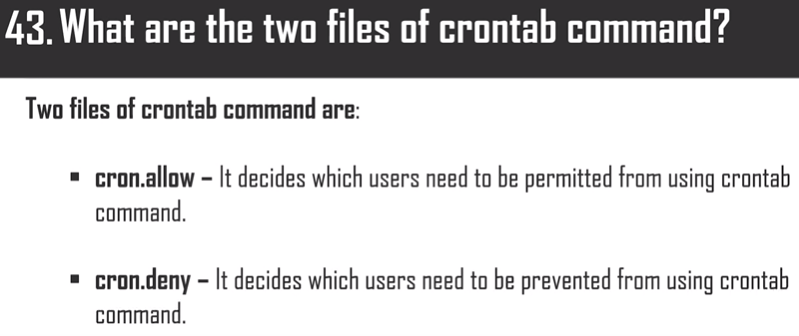 43. What are the two files of crontab command?
Two files of crontab command are:
▪ cron.allow – It decides which users need to be permitted from using crontab
command.
▪ cron.deny – It decides which users need to be prevented from using crontab
command.